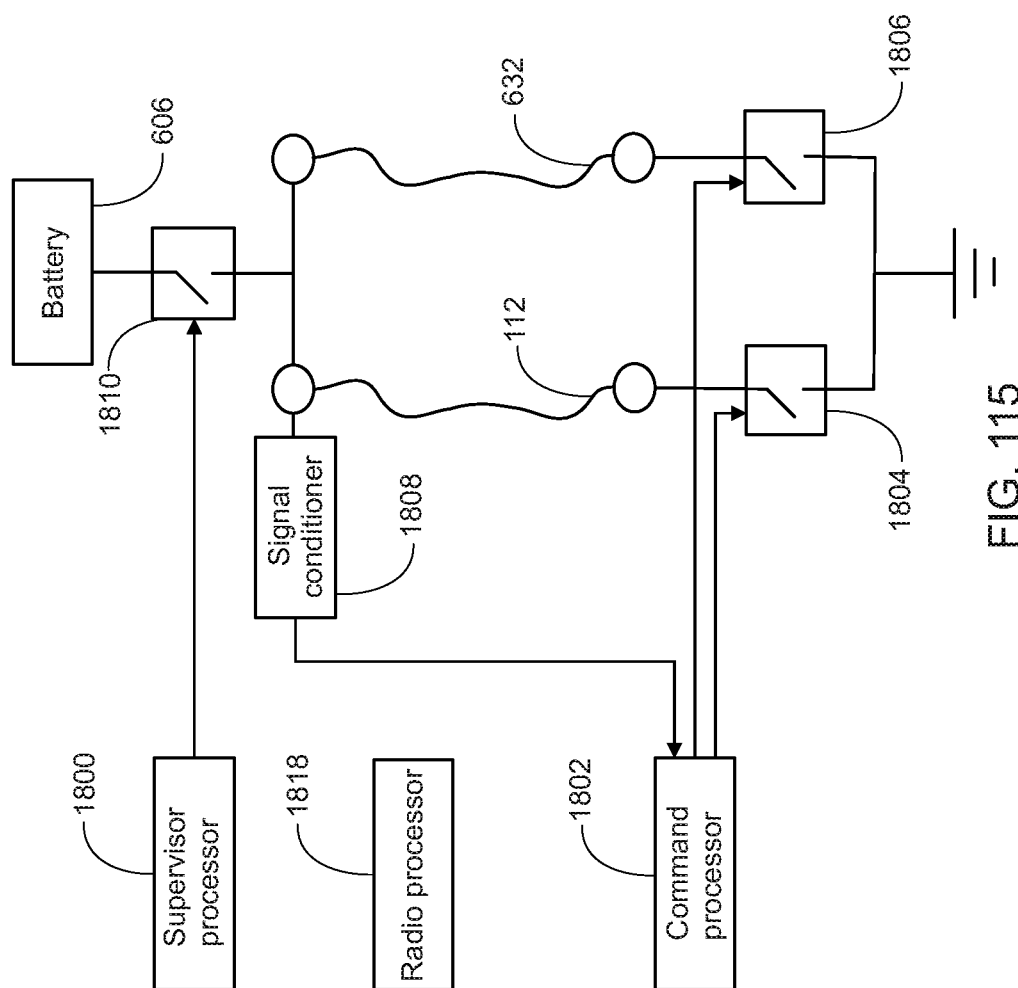 Battery
606
1810
Supervisor
processor
1800
Signal
conditioner
1808
Radio processor
1818
Command
processor
1802
112
632
1804
1806
FIG. 115